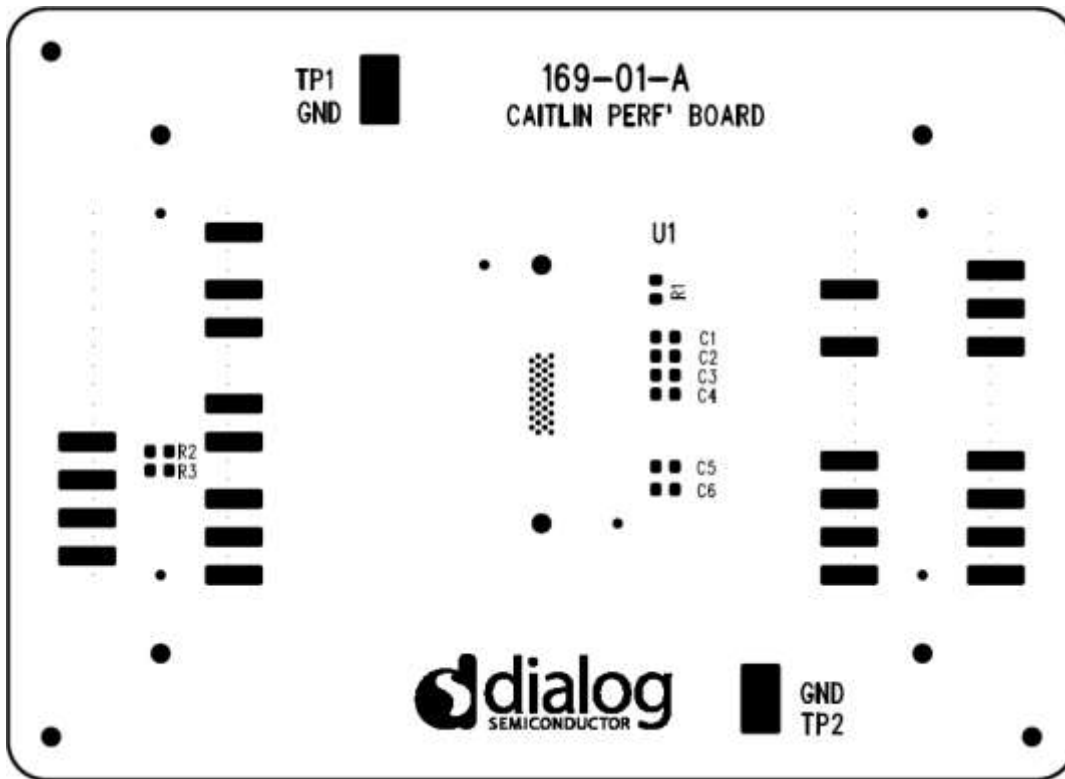 TP1
GND
169-01-A
CAITLIN PERF' BOARD
U1
R1
C1
C2
C3
C4
R2
R3
C5
C6
dialog
SEMICONDUCTOR
GND
TP2